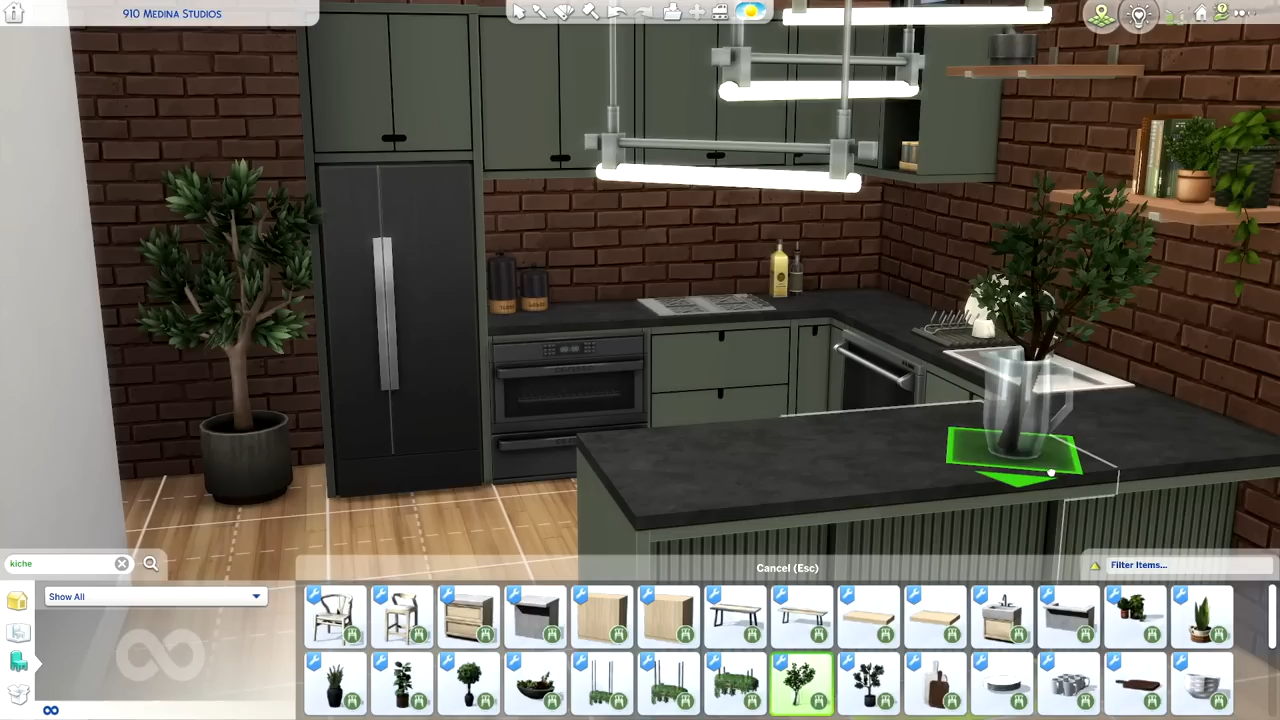 910 Medina Studios
kiche
Cancel (Esc)
Filter Items...
Show All